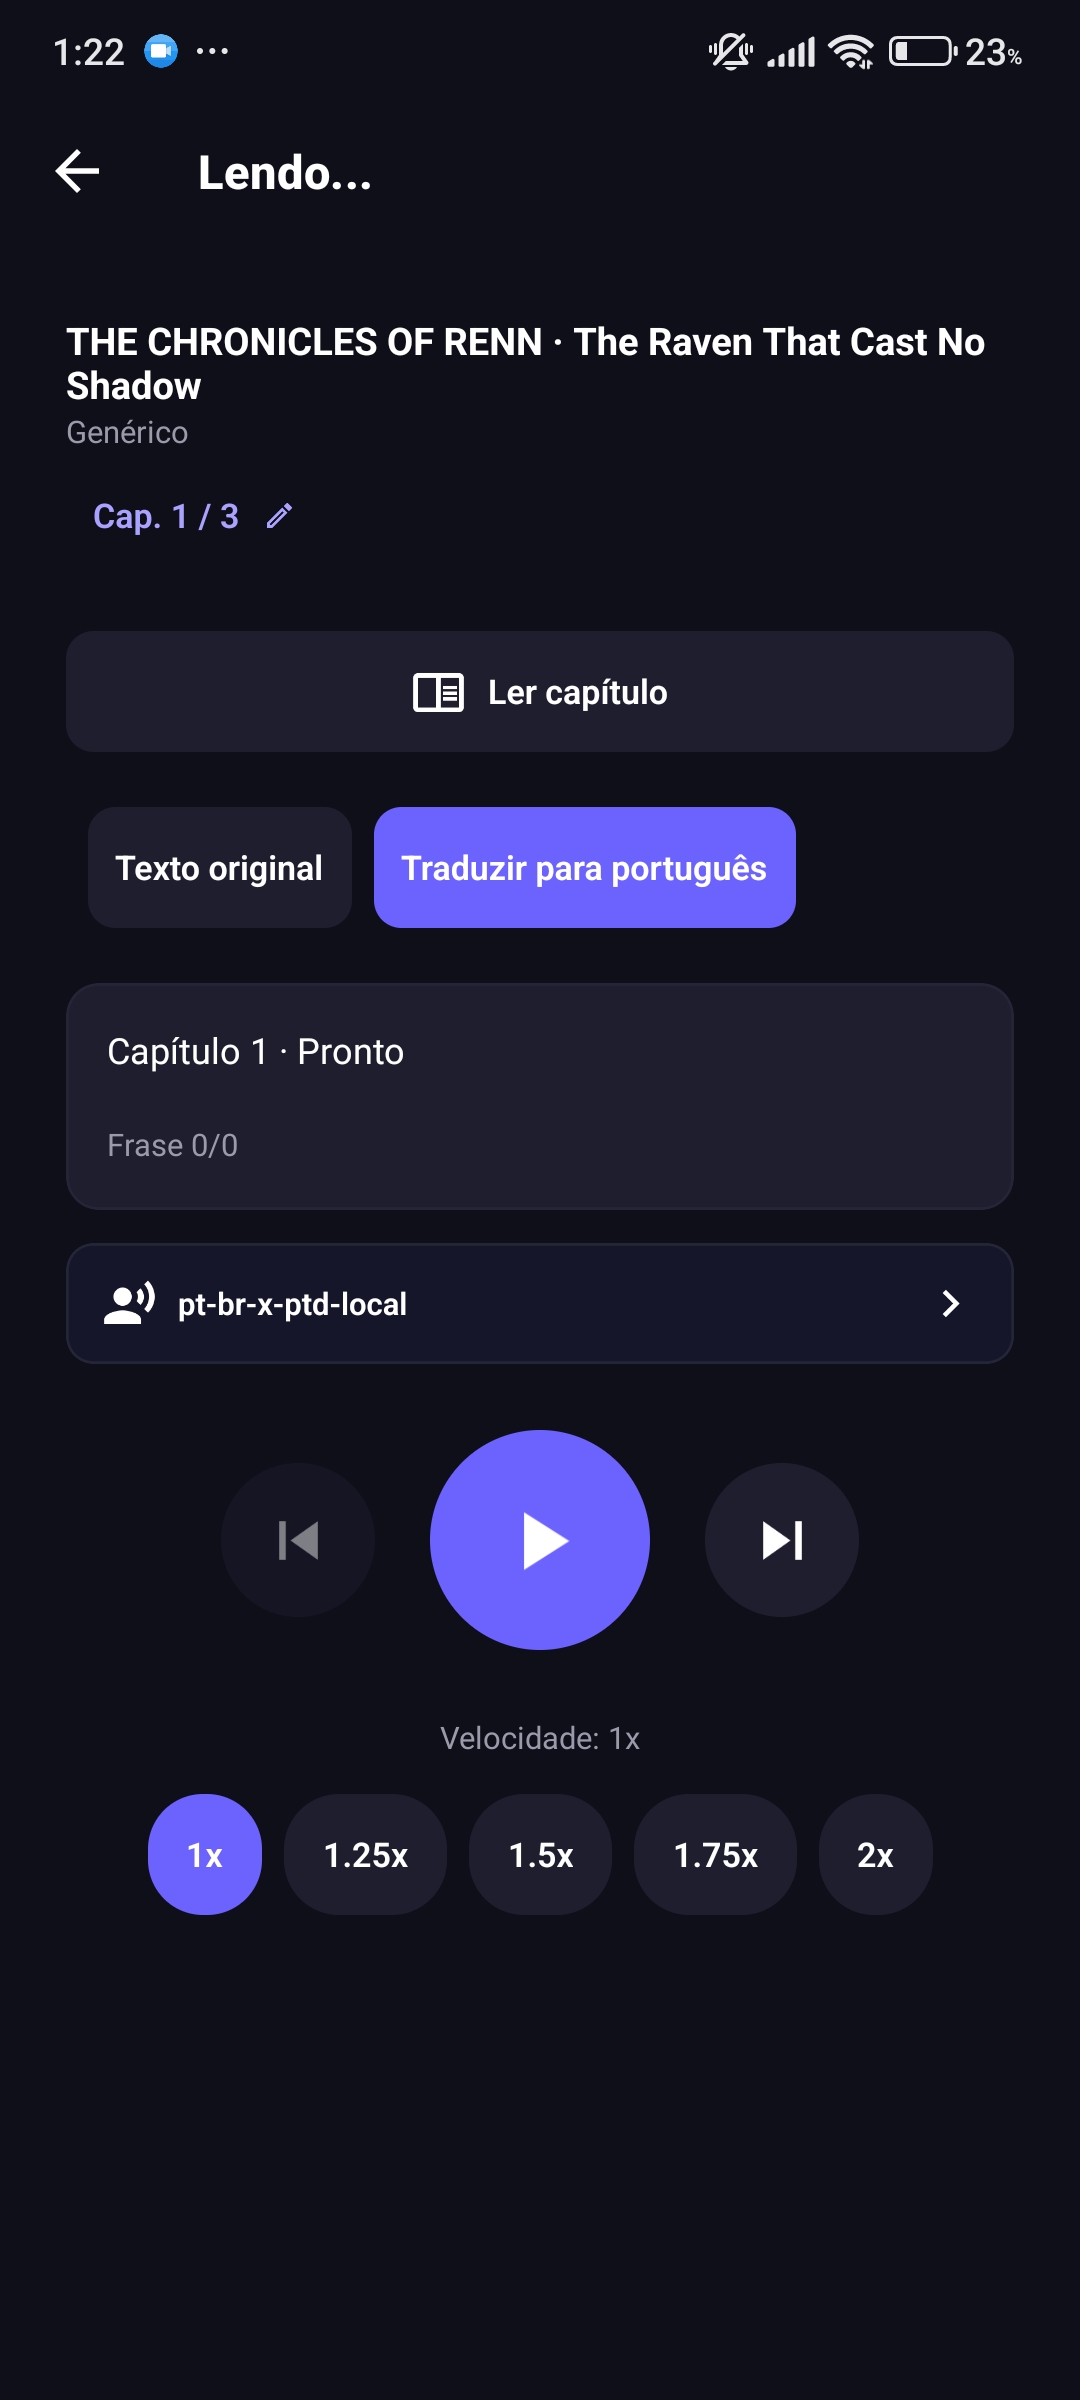 1:22
23%
Lendo...
THE CHRONICLES OF RENN · The Raven That Cast No
Shadow
Genérico
Cap. 1 / 3
Ler capítulo
Texto original
Traduzir para português
Capítulo 1 · Pronto
Frase 0/0
pt-br-x-ptd-local
Velocidade: 1x
1x 1.25x 1.5x 1.75x 2x